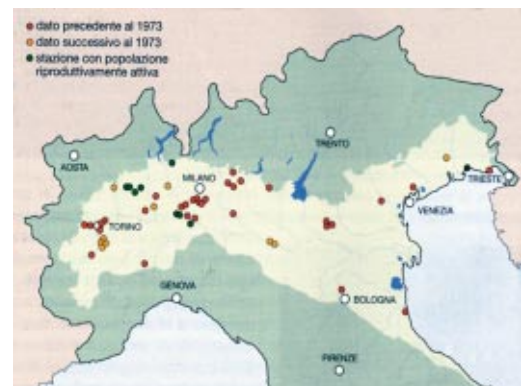 dato precedente al 1973
dato successivo al 1973
stazione con popolazione
riproduttivamente attiva
TRENTO
AOSTA
MILANO
TRIESTE
VENEZIA
TORINO
GENOVA
BOLOGNA
FIRENZE